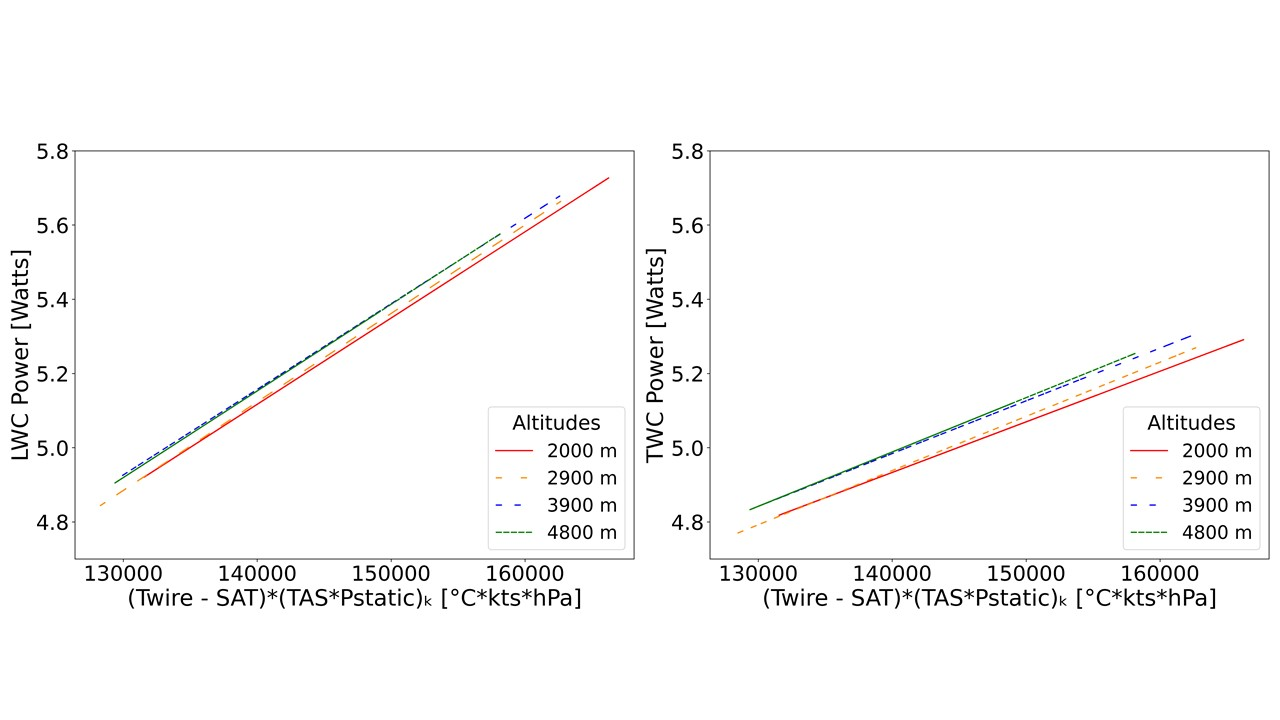 5.8
5.6
5.4
5.2
5.0
4.8
LWC Power [Watts]
130000 140000 150000 160000
(Twire - SAT)*(TAS*Pstatic)ₖ [°C*kts*hPa]
Altitudes
2000 m
2900 m
3900 m
4800 m
5.8
5.6
5.4
5.2
5.0
4.8
TWC Power [Watts]
130000 140000 150000 160000
(Twire - SAT)*(TAS*Pstatic)ₖ [°C*kts*hPa]
Altitudes
2000 m
2900 m
3900 m
4800 m